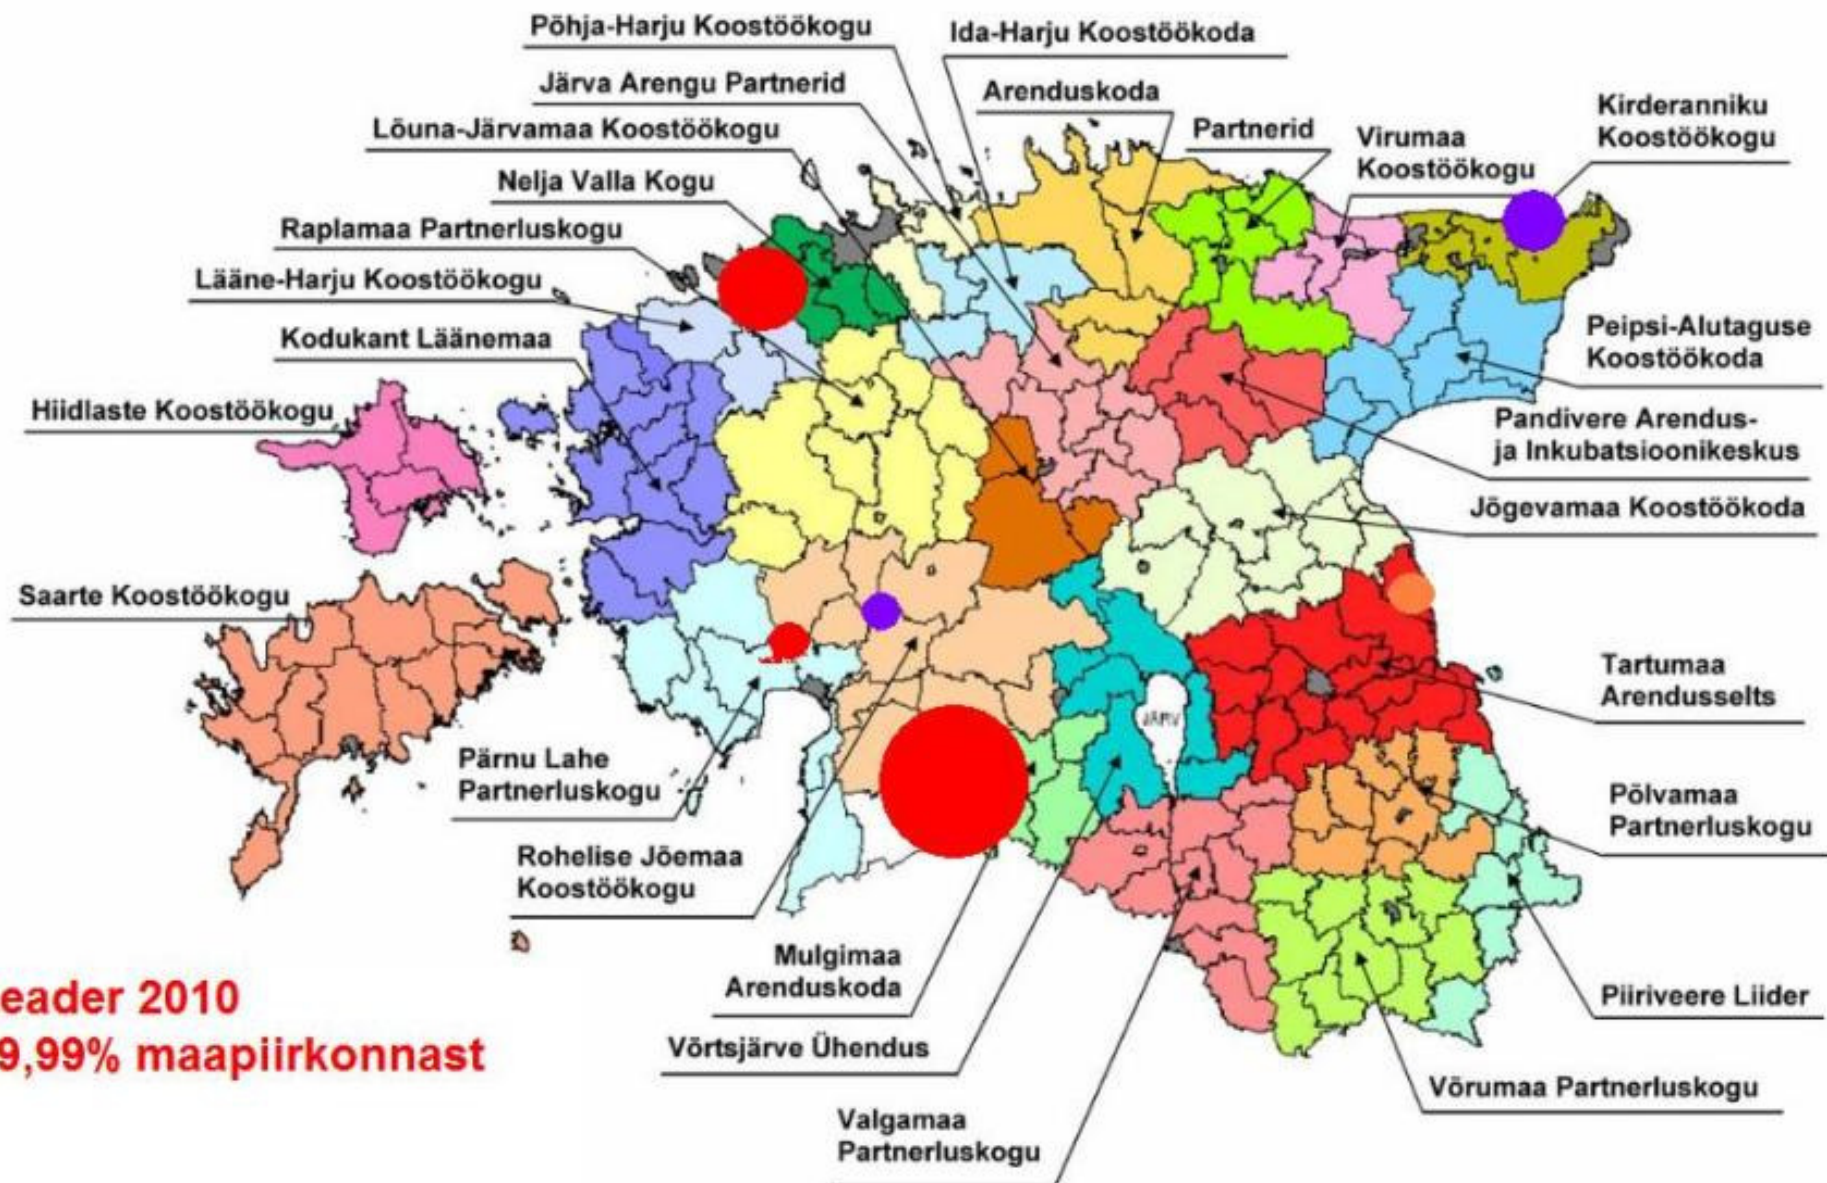 Põhja-Harju Koostöökogu
Ida-Harju Koostöökoda
Järva Arengu Partnerid
Arenduskoda
Kirderanniku
Koostöökogu
Lõuna-Järvamaa Koostöökogu
Partnerid
Virumaa
Koostöökogu
Nelja Valla Kogu
Raplamaa Partnerluskogu
Lääne-Harju Koostöökogu
Kodukant Läänemaa
Peipsi-Alutaguse
Koostöökoda
Hiidlaste Koostöökogu
Pandivere Arendus-
ja Inkubatsioonikeskus
Jõgevamaa Koostöökoda
Saarte Koostöökogu
Tartumaa
Arendusselts
JÄRV
Pärnu Lahe
Partnerluskogu
Põlvamaa
Partnerluskogu
Rohelise Jõemaa
Koostöökogu
Mulgimaa
Arenduskoda
Piiriveere Liider
eader 2010
9,99% maapiirkonnast
Võrtsjärve Ühendus
Võrumaa Partnerluskogu
Valgamaa
Partnerluskogu